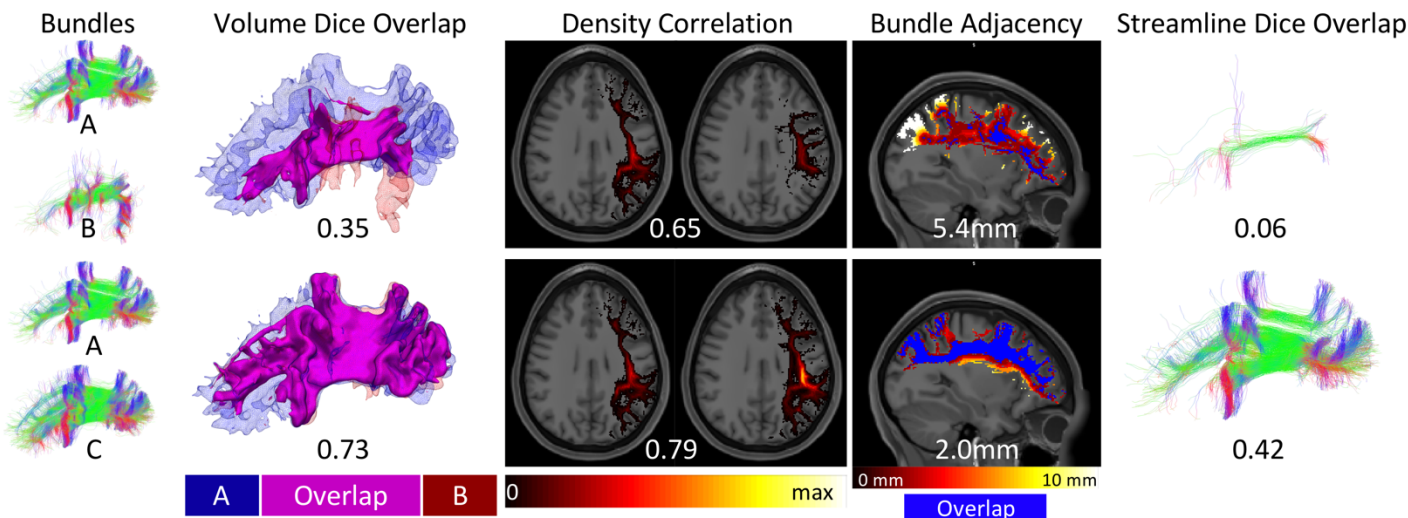 Bundles Volume Dice Overlap Density Correlation Bundle Adjacency Streamline Dice Overlap
A
B
0.35 0.65 5.4mm 0.06
A
C
0.73 0.79 2.0mm 0.42
A Overlap B 0 max 0 mm 10 mm
Overlap